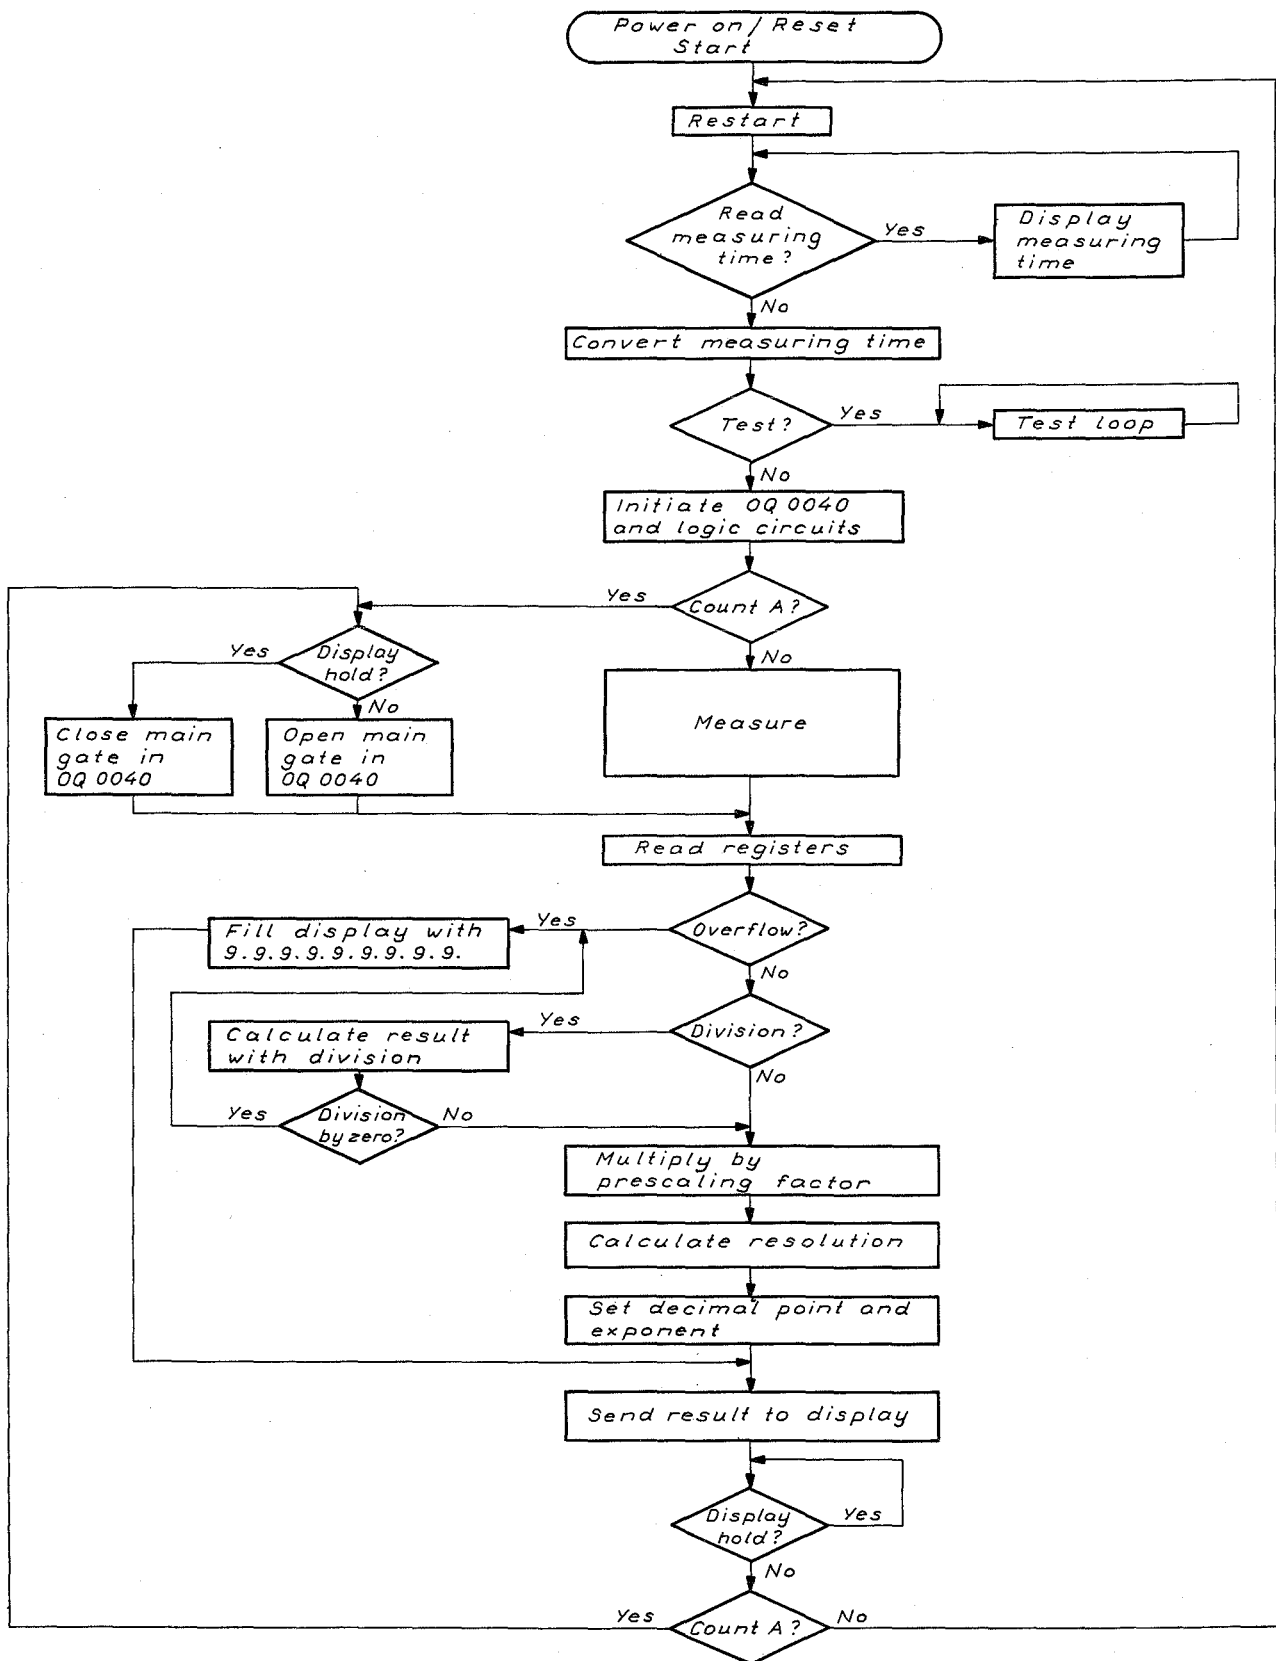 Power on / Reset
Start
Restart
Read
measuring
time?
Yes
Display
measuring
time
No
Convert measuring time
Test?
Yes
Test loop
No
Initiate OQ 0040
and logic circuits
Count A?
Yes
No
Display
hold?
Yes
No
Close main
gate in
OQ 0040
Open main
gate in
OQ 0040
Measure
Read registers
Overflow?
Yes
Fill display with
9.9.9.9.9.9.9.9.9.
No
Division?
Yes
Calculate result
with division
No
Division
by zero?
Yes
No
Multiply by
prescaling factor
Calculate resolution
Set decimal point and
exponent
Send result to display
Display
hold?
Yes
No
Count A?
Yes
No